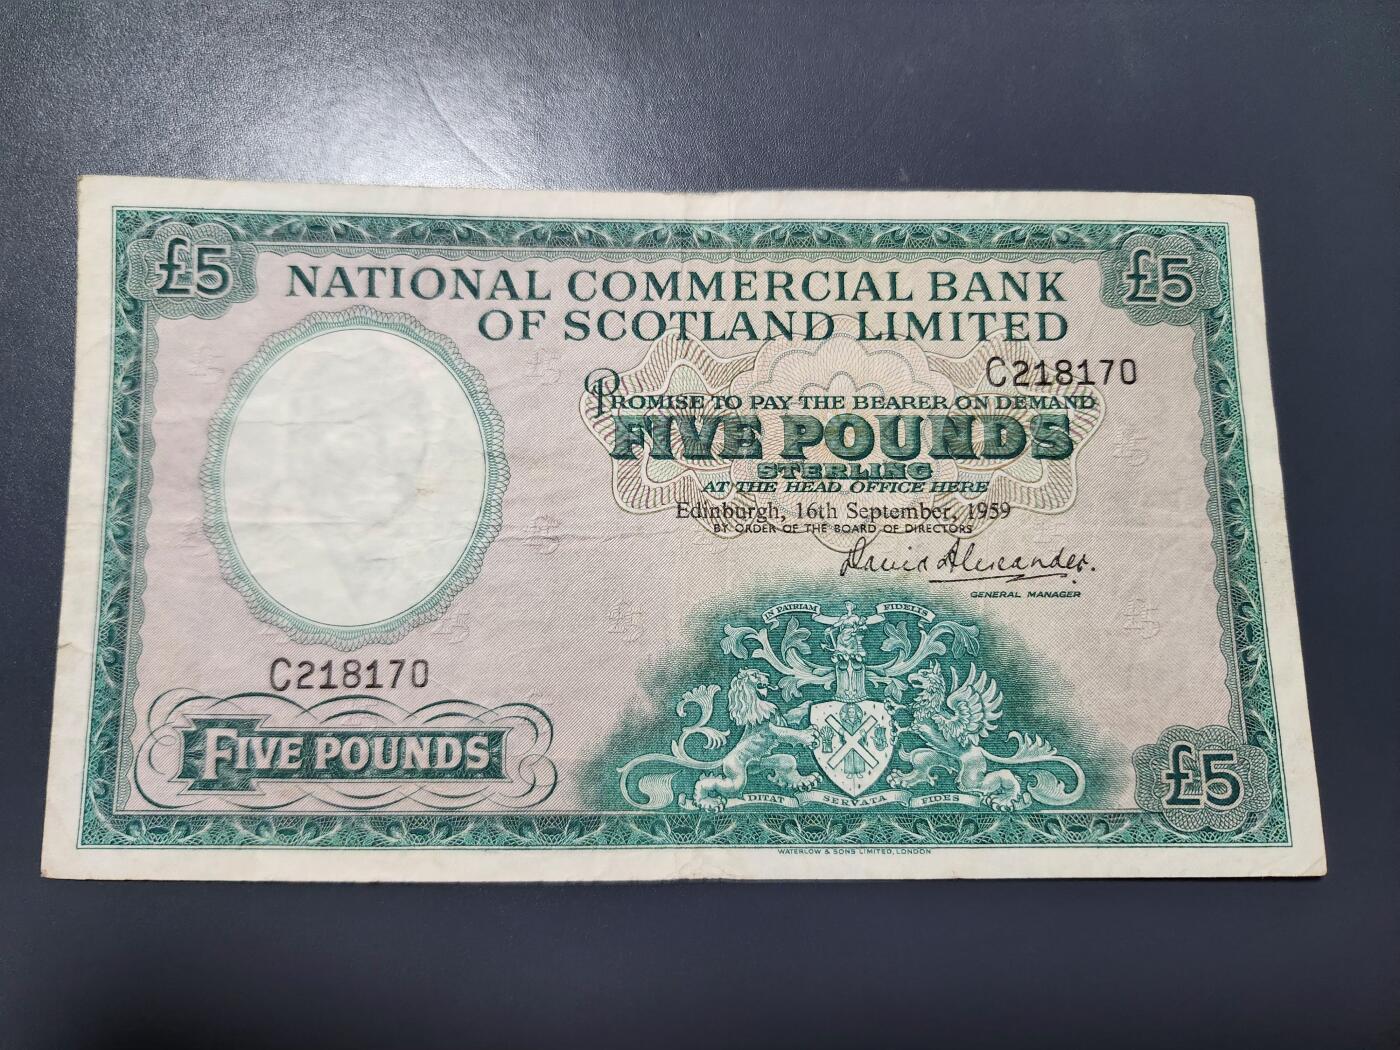 £5
£5
NATIONAL COMMERCIAL BANK
OF SCOTLAND LIMITED
C218170
PROMISE TO PAY THE BEARER ON DEMAND
FIVE POUNDS
STERLING
AT THE HEAD OFFICE HERE
Edinburgh, 16th September, 1959
BY ORDER OF THE BOARD OF DIRECTORS
David Alexander.
GENERAL MANAGER
IN PATRIAM FIDELIS
C218170
FIVE POUNDS
DITAT SERVATA FIDES
£5
WATERLOW & SONS LIMITED, LONDON